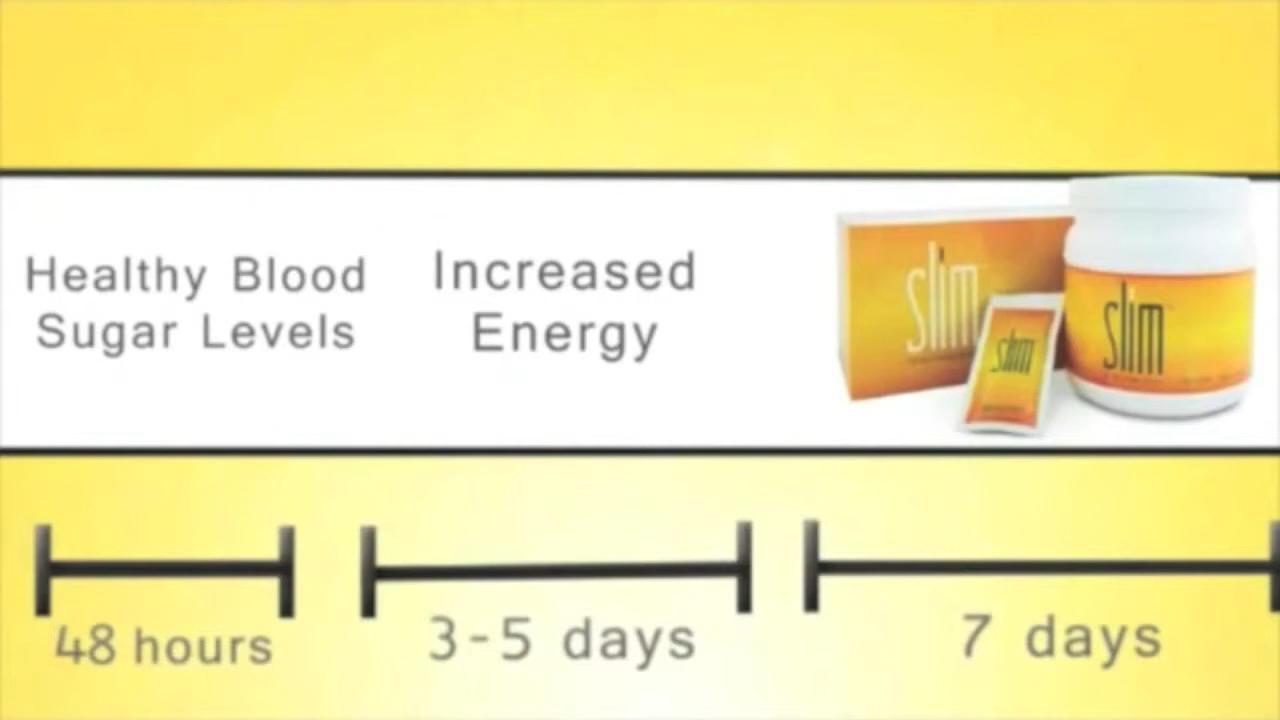 Healthy Blood
Sugar Levels
Increased
Energy
slim
slim
slim
48 hours
3-5 days
7 days